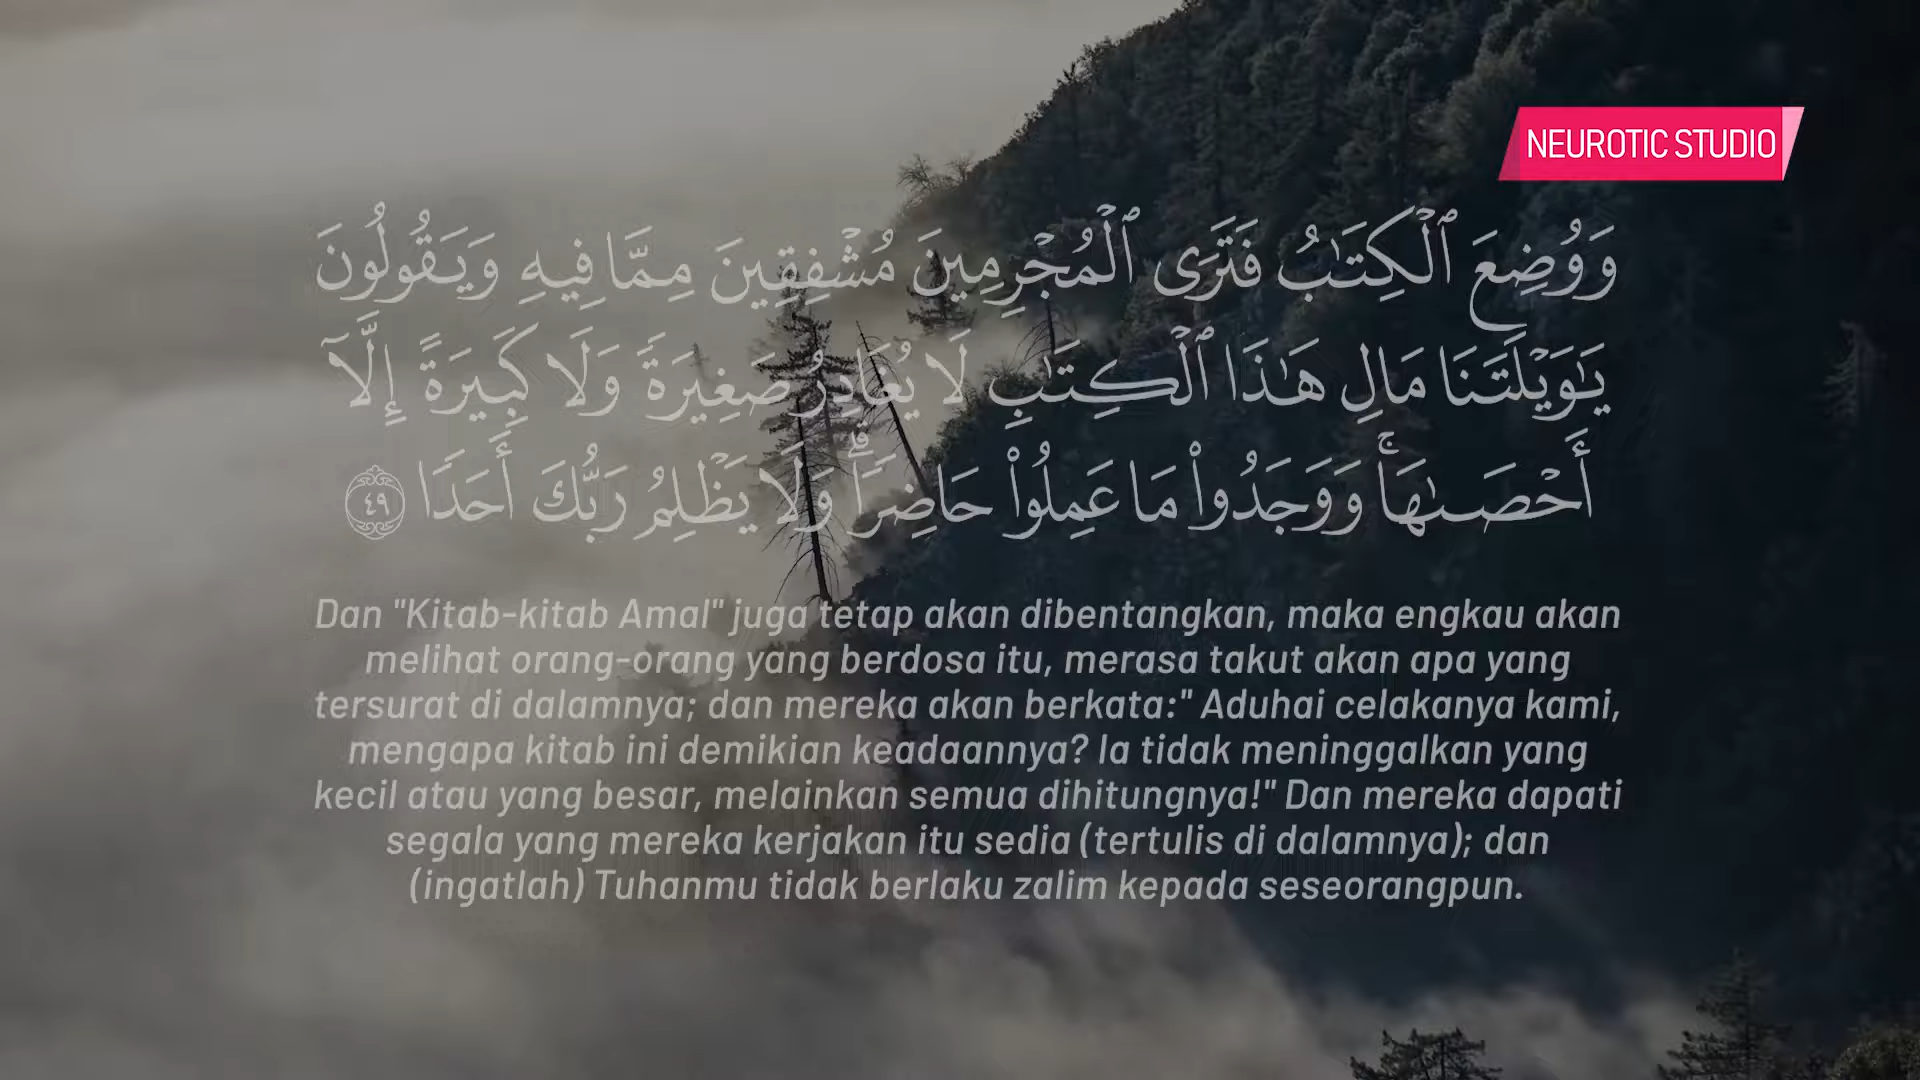 NEUROTIC STUDIO
وَوُضِعَ ٱلْكِتَـٰبُ فَتَرَى ٱلْمُجْرِمِينَ مُشْفِقِينَ مِمَّا فِيهِ وَيَقُولُونَ
يَـٰوَيْلَتَنَا مَالِ هَـٰذَا ٱلْكِتَـٰبِ لَا يُغَادِرُ صَغِيرَةً وَلَا كَبِيرَةً إِلَّآ
أَحْصَىٰهَا ۚ وَوَجَدُوا۟ مَا عَمِلُوا۟ حَاضِرًا ۗ وَلَا يَظْلِمُ رَبُّكَ أَحَدًا ٤٩
Dan "Kitab-kitab Amal" juga tetap akan dibentangkan, maka engkau akan
melihat orang-orang yang berdosa itu, merasa takut akan apa yang
tersurat di dalamnya; dan mereka akan berkata:" Aduhai celakanya kami,
mengapa kitab ini demikian keadaannya? Ia tidak meninggalkan yang
kecil atau yang besar, melainkan semua dihitungnya!" Dan mereka dapati
segala yang mereka kerjakan itu sedia (tertulis di dalamnya); dan
(ingatlah) Tuhanmu tidak berlaku zalim kepada seseorangpun.